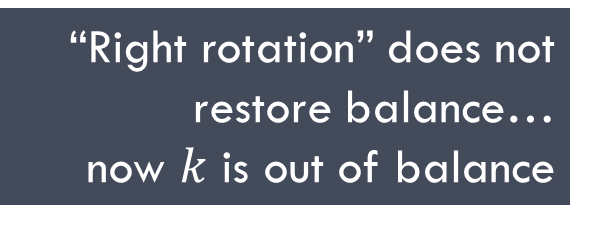 “Right rotation” does not
restore balance...
now k is out of balance